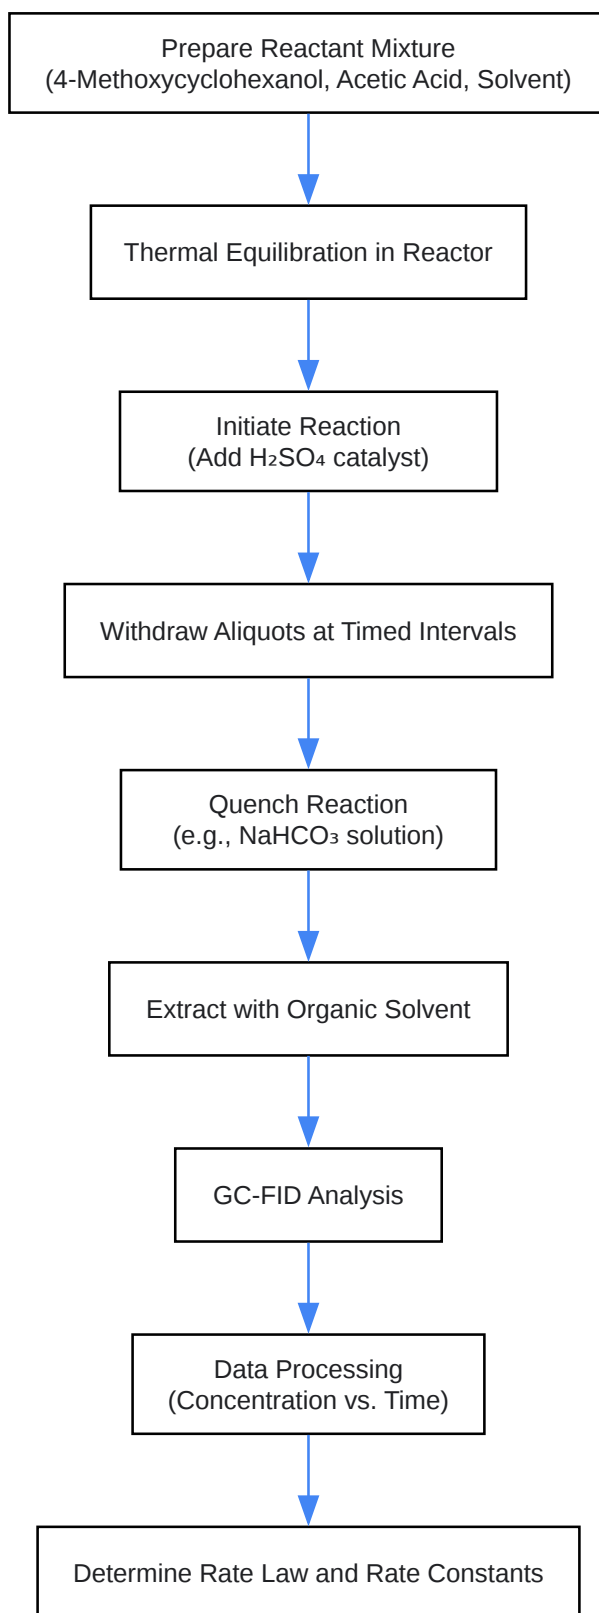 Prepare Reactant Mixture
(4-Methoxycyclohexanol, Acetic Acid, Solvent)
Thermal Equilibration in Reactor
Initiate Reaction
(Add H₂SO₄ catalyst)
Withdraw Aliquots at Timed Intervals
Quench Reaction
(e.g., NaHCO₃ solution)
Extract with Organic Solvent
GC-FID Analysis
Data Processing
(Concentration vs. Time)
Determine Rate Law and Rate Constants